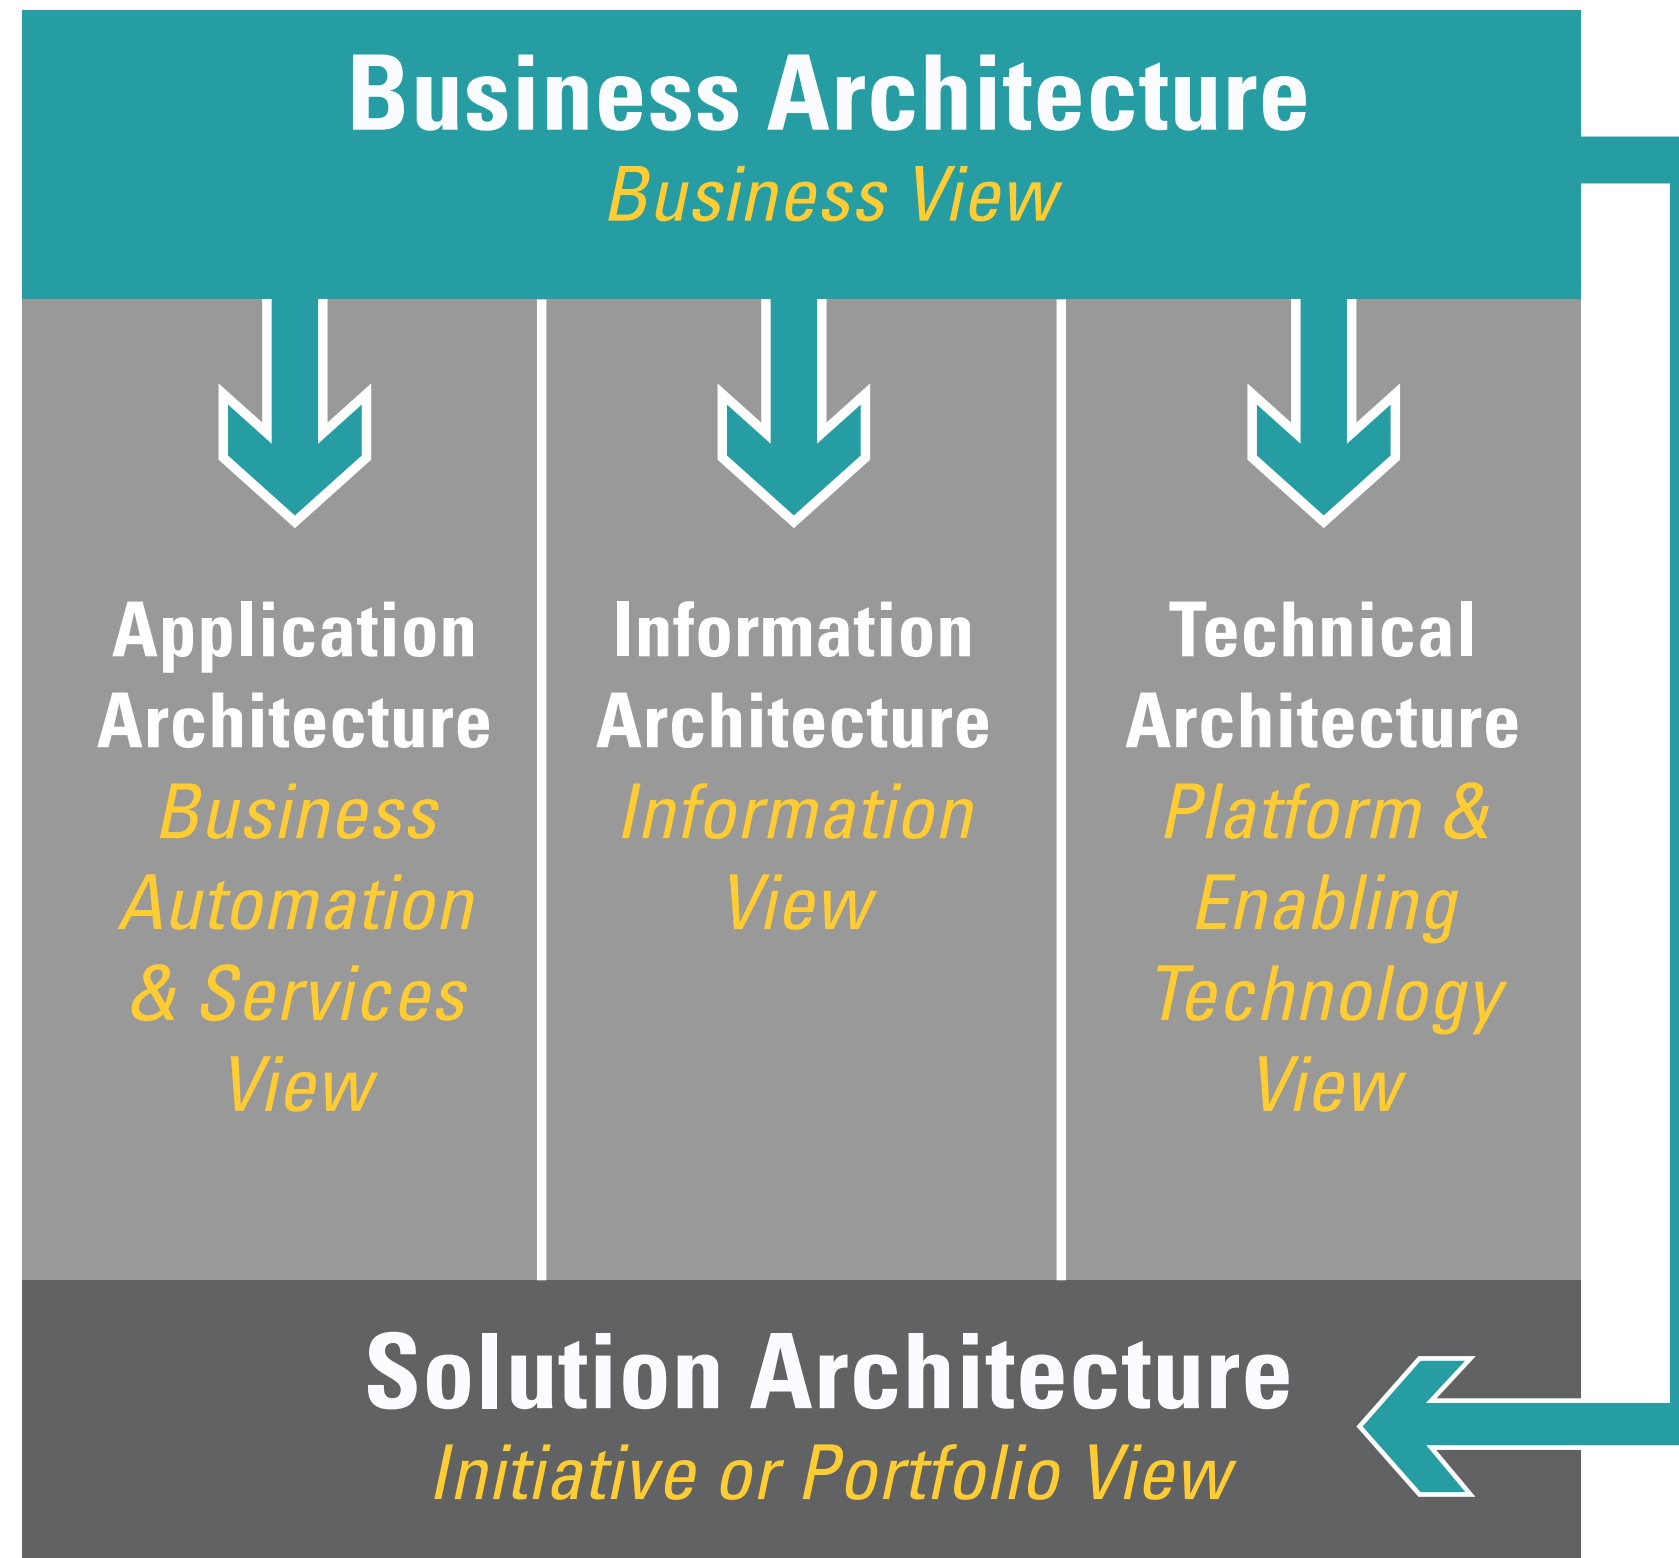 Business Architecture
Business View
Application
Architecture
Business
Automation
& Services
View
Information
Architecture
Information
View
Technical
Architecture
Platform &
Enabling
Technology
View
Solution Architecture
Initiative or Portfolio View